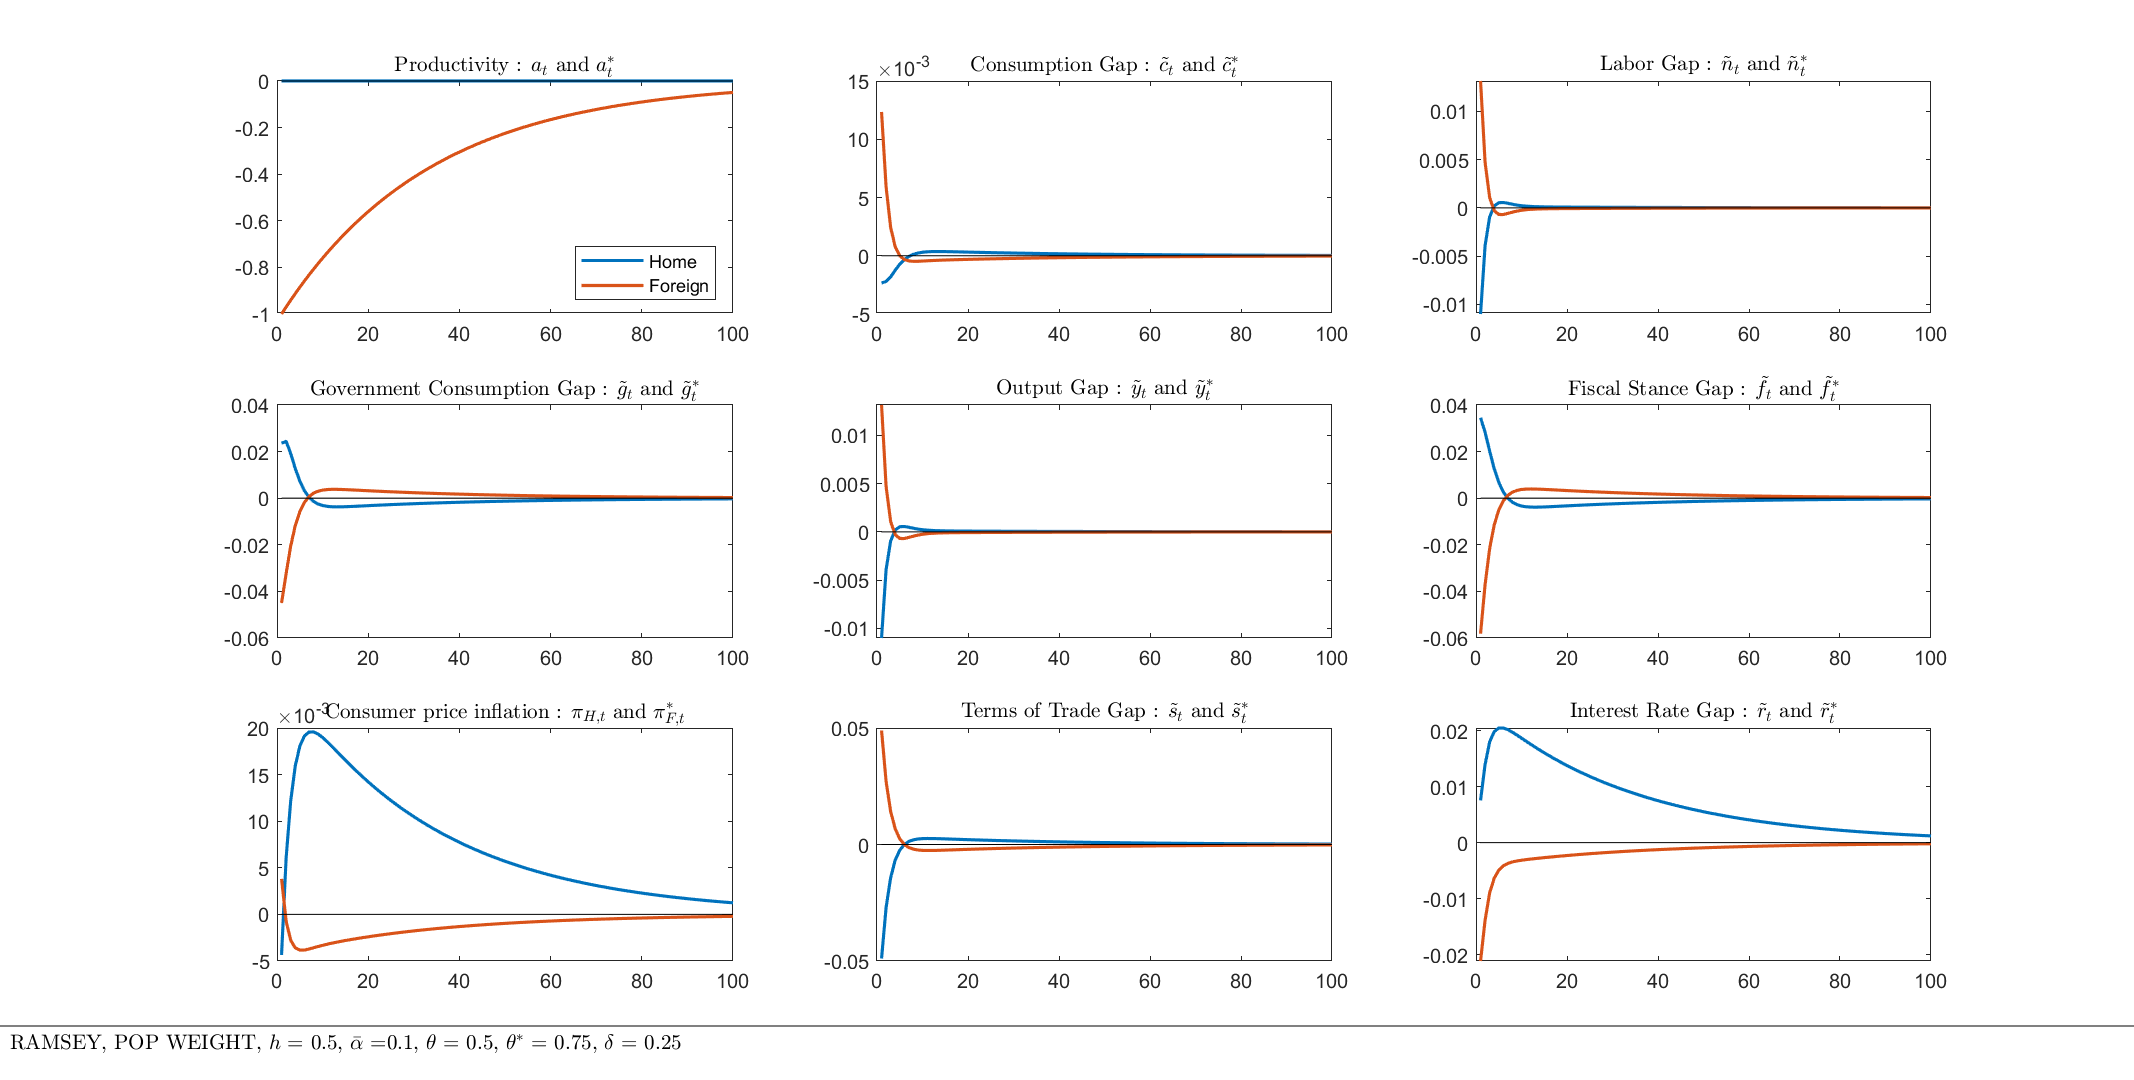 Productivity : a_t and a_t^*
0
-0.2
-0.4
-0.6
-0.8
-1
0 20 40 60 80 100
Home
Foreign
×10^-3
Consumption Gap : c̃_t and c̃_t^*
15
10
5
0
-5
0 20 40 60 80 100
Labor Gap : ñ_t and ñ_t^*
0.01
0.005
0
-0.005
-0.01
0 20 40 60 80 100
Government Consumption Gap : g̃_t and g̃_t^*
0.04
0.02
0
-0.02
-0.04
-0.06
0 20 40 60 80 100
Output Gap : ỹ_t and ỹ_t^*
0.01
0.005
0
-0.005
-0.01
0 20 40 60 80 100
Fiscal Stance Gap : f̃_t and f̃_t^*
0.04
0.02
0
-0.02
-0.04
-0.06
0 20 40 60 80 100
×10^-3
Consumer price inflation : π_{H,t} and π_{F,t}^*
20
15
10
5
0
-5
0 20 40 60 80 100
Terms of Trade Gap : s̃_t and s̃_t^*
0.05
0
-0.05
0 20 40 60 80 100
Interest Rate Gap : r̃_t and r̃_t^*
0.02
0.01
0
-0.01
-0.02
0 20 40 60 80 100
RAMSEY, POP WEIGHT, h = 0.5, ᾱ =0.1, θ = 0.5, θ* = 0.75, δ = 0.25